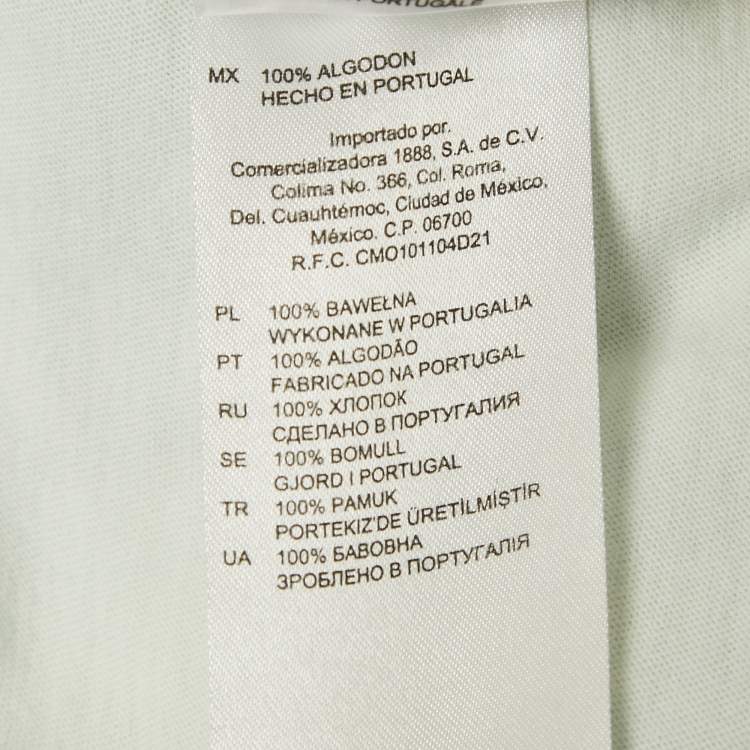 PORTUGALE
MX 100% ALGODON
HECHO EN PORTUGAL
Importado por.
Comercializadora 1888, S.A. de C.V.
Colima No. 366, Col. Roma,
Del. Cuauhtémoc, Ciudad de México,
México. C.P. 06700
R.F.C. CMO101104D21
PL 100% BAWEŁNA
WYKONANE W PORTUGALIA
PT 100% ALGODÃO
FABRICADO NA PORTUGAL
RU 100% ХЛОПОК
СДЕЛАНО В ПОРТУГАЛИЯ
SE 100% BOMULL
GJORD I PORTUGAL
TR 100% PAMUK
PORTEKIZ'DE ÜRETİLMİŞTİR
UA 100% БАВОВНА
ЗРОБЛЕНО В ПОРТУГАЛІЯ